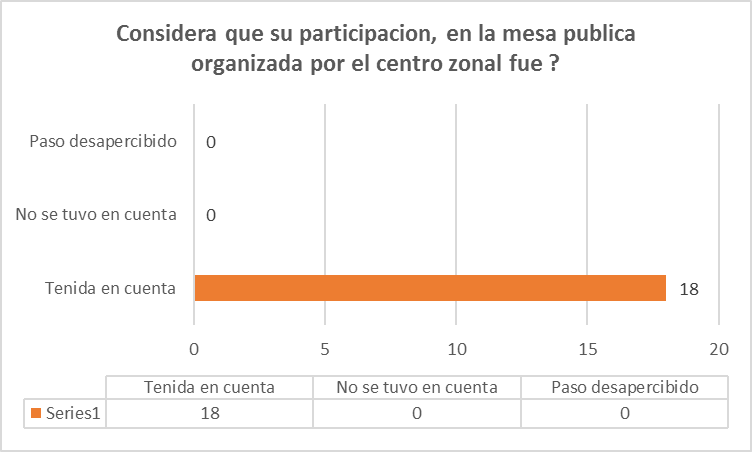 Considera que su participacion, en la mesa publica
organizada por el centro zonal fue ?
Paso desapercibido
0
No se tuvo en cuenta
0
Tenida en cuenta
18
0 5 10 15 20
Tenida en cuenta No se tuvo en cuenta Paso desapercibido
Series1 18 0 0